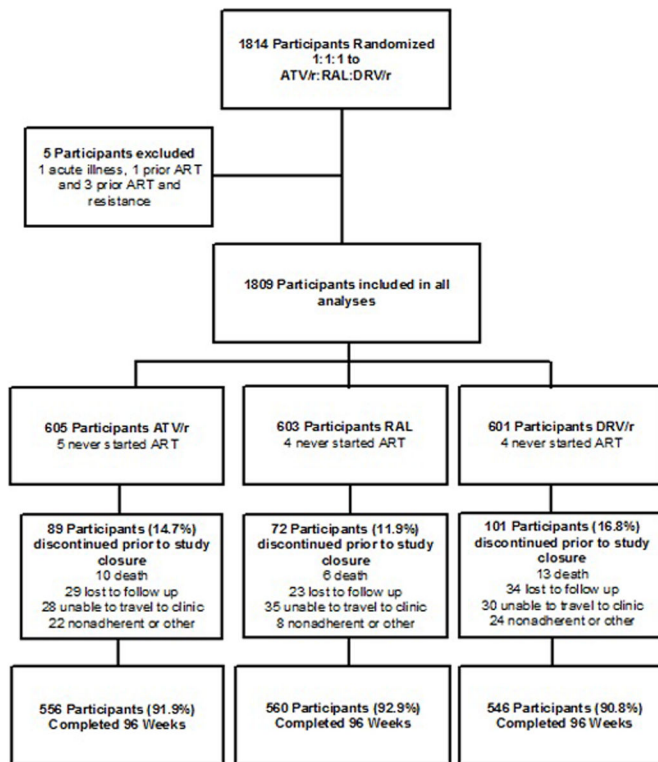 1814 Participants Randomized
1:1:1 to
ATV/r:RAL:DRV/r
5 Participants excluded
1 acute illness, 1 prior ART
and 3 prior ART and
resistance
1809 Participants included in all
analyses
605 Participants ATV/r
5 never started ART
603 Participants RAL
4 never started ART
601 Participants DRV/r
4 never started ART
89 Participants (14.7%)
discontinued prior to study
closure
10 death
29 lost to follow up
28 unable to travel to clinic
22 nonadherent or other
72 Participants (11.9%)
discontinued prior to study
closure
6 death
23 lost to follow up
35 unable to travel to clinic
8 nonadherent or other
101 Participants (16.8%)
discontinued prior to study
closure
13 death
34 lost to follow up
30 unable to travel to clinic
24 nonadherent or other
556 Participants (91.9%)
Completed 96 Weeks
560 Participants (92.9%)
Completed 96 Weeks
546 Participants (90.8%)
Completed 96 Weeks